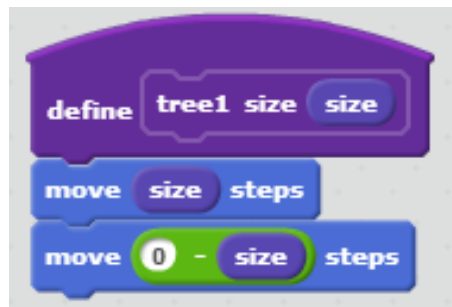 define tree1 size size
move size steps
move 0 - size steps